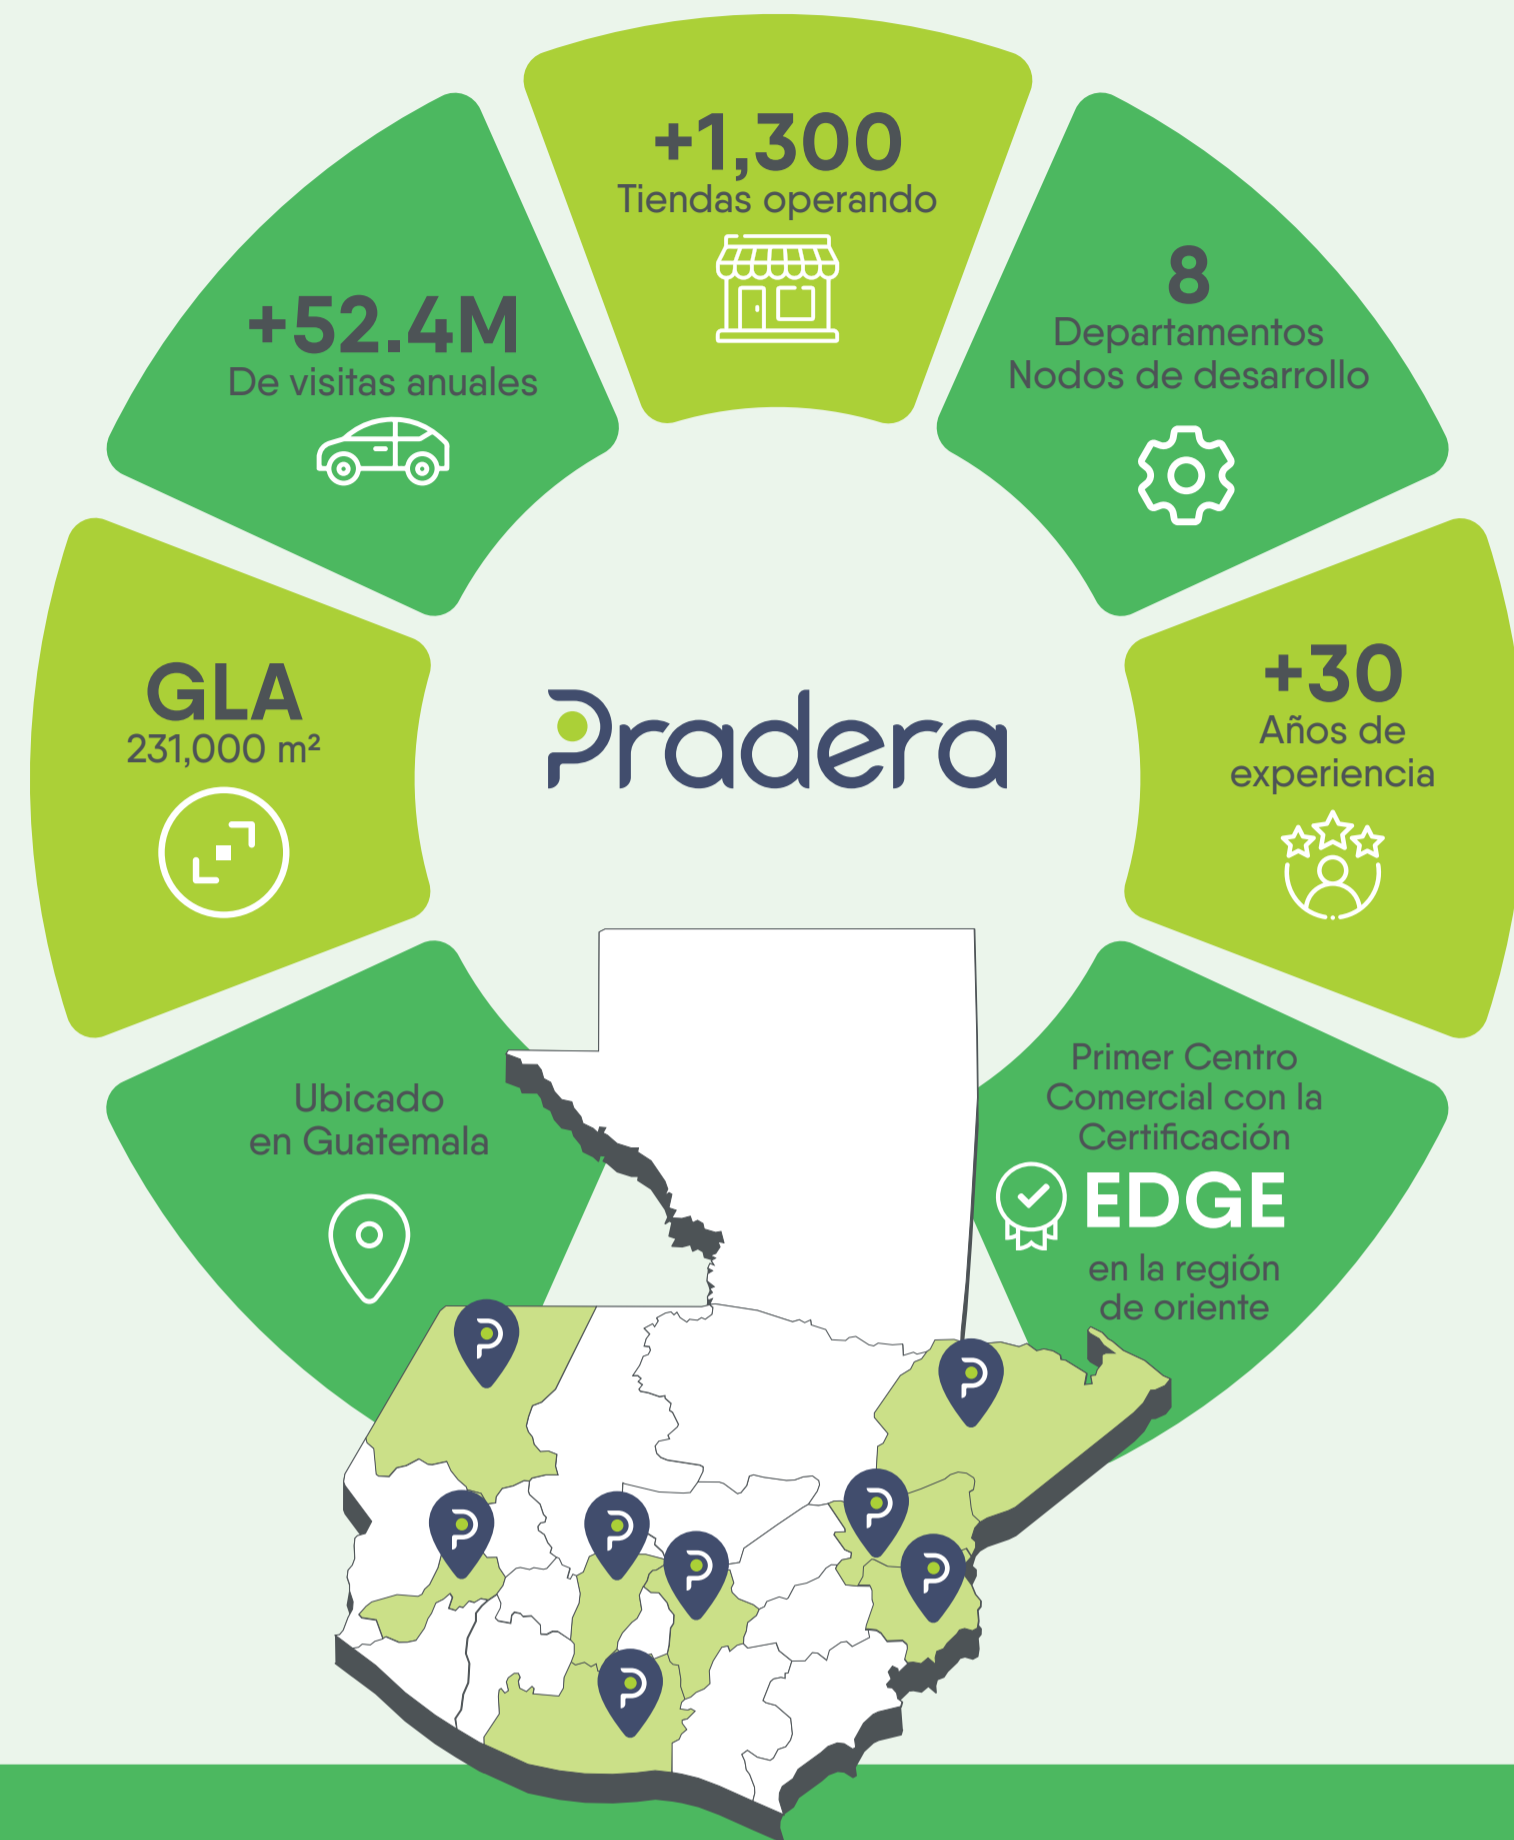 +1,300
Tiendas operando
+52.4M
De visitas anuales
8
Departamentos
Nodos de desarrollo
GLA
231,000 m²
Pradera
+30
Años de
experiencia
Ubicado
en Guatemala
Primer Centro
Comercial con la
Certificación
EDGE
en la región
de oriente